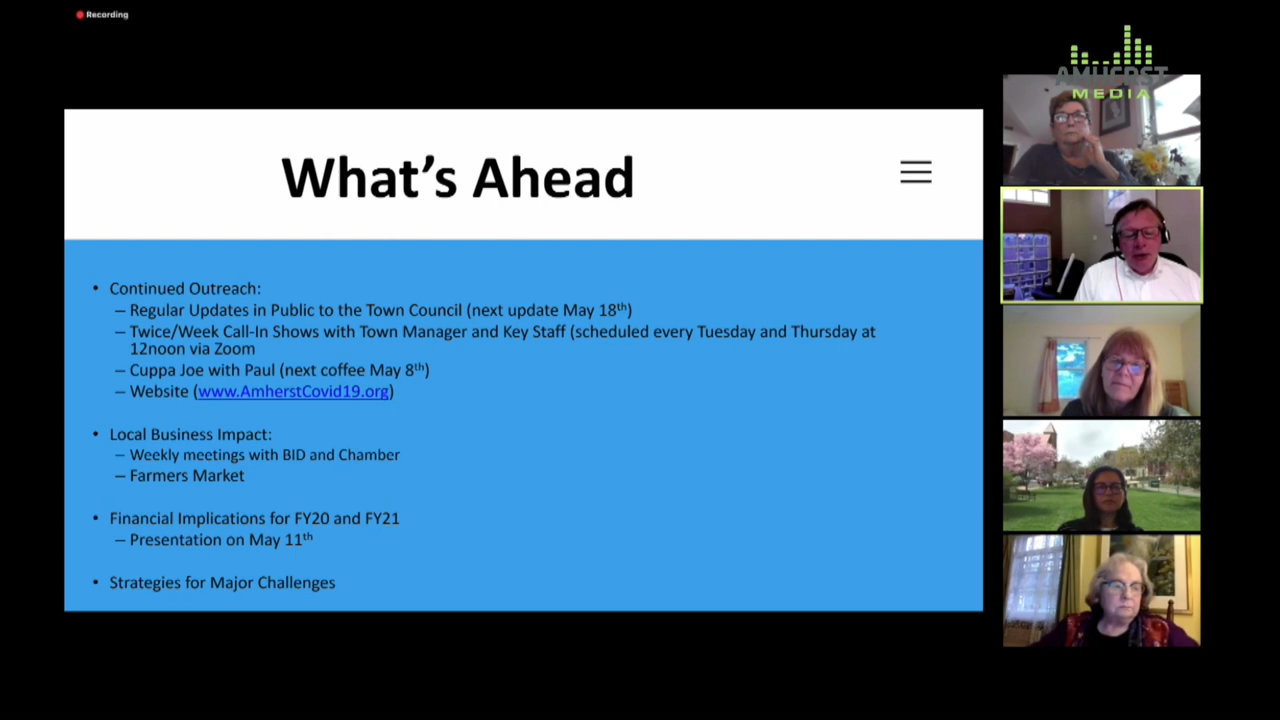 Recording
AMHERST
MEDIA
What's Ahead
• Continued Outreach:
– Regular Updates in Public to the Town Council (next update May 18th)
– Twice/Week Call-In Shows with Town Manager and Key Staff (scheduled every Tuesday and Thursday at
12noon via Zoom
– Cuppa Joe with Paul (next coffee May 8th)
– Website (www.AmherstCovid19.org)
• Local Business Impact:
– Weekly meetings with BID and Chamber
– Farmers Market
• Financial Implications for FY20 and FY21
– Presentation on May 11th
• Strategies for Major Challenges